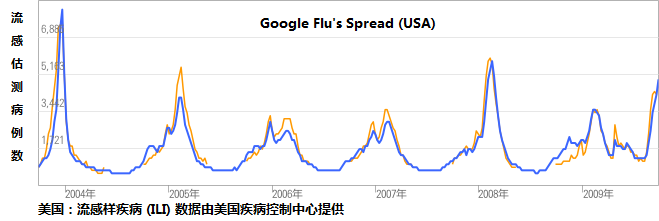 Google Flu's Spread (USA)
流感估测病例数
6,881
5,163
3,442
1,721
2004年 2005年 2006年 2007年 2008年 2009年
美国：流感样疾病 (ILI) 数据由美国疾病控制中心提供